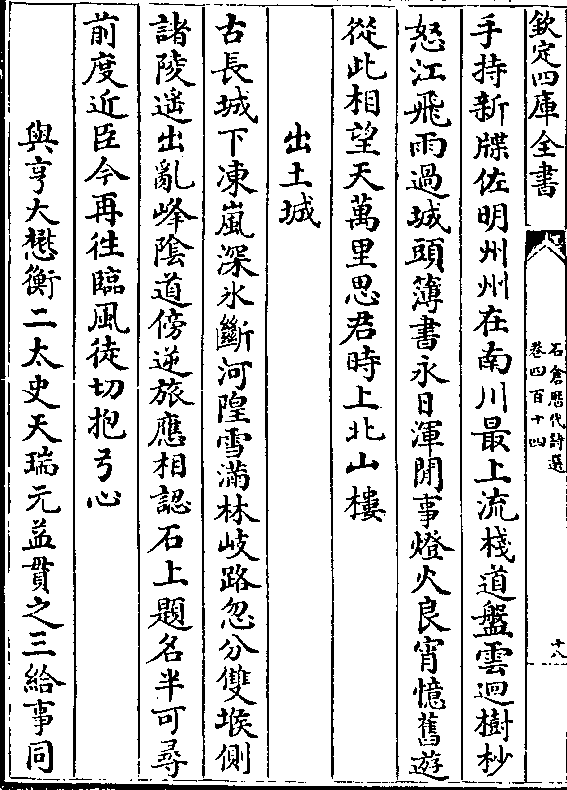 欽定四庫全書
石倉歷代詩選
卷四百十四
十八
手持新牒佐明州州在南川最上流棧道盤雲迴樹杪
怒江飛雨過城頭簿書永日渾閒事燈火良宵憶舊遊
從此相望天萬里思君時上北山樓
出土城
古長城下凍嵐深氷斷河隍雪滿林岐路忽分雙堠側
諸陵遥出亂峰隂道傍逆旅應相認石上題名半可尋
前度近臣今再徃臨風徒切抱弓心
與亨大懋衡二太史天瑞元益貫之三給事同